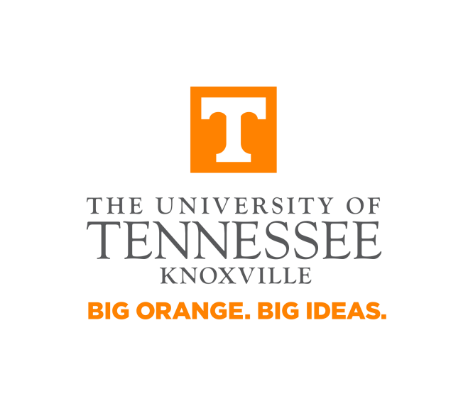 T
THE UNIVERSITY OF
TENNESSEE
KNOXVILLE
BIG ORANGE. BIG IDEAS.